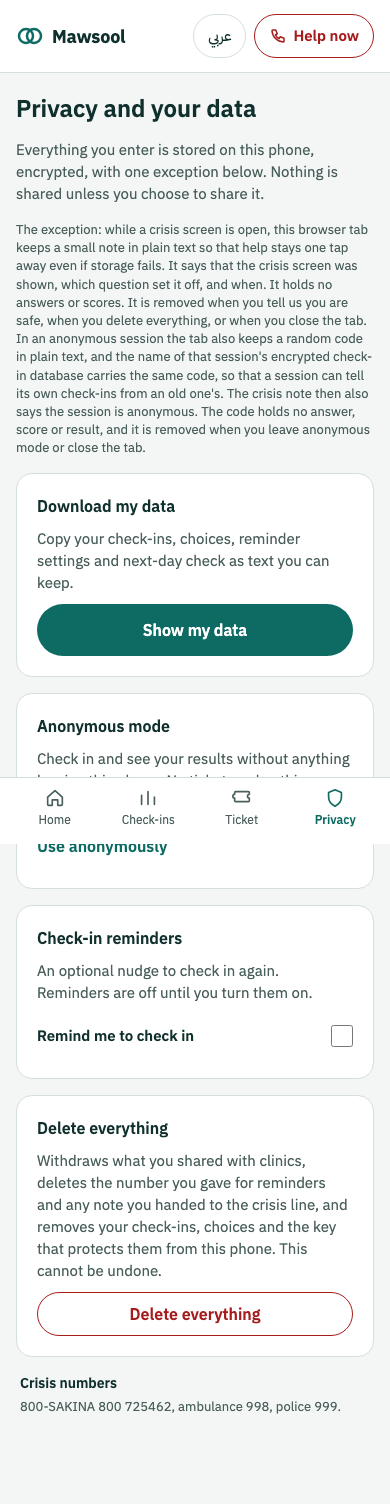 Mawsool
عربي
Help now
Privacy and your data
Everything you enter is stored on this phone,
encrypted, with one exception below. Nothing is
shared unless you choose to share it.
The exception: while a crisis screen is open, this browser tab
keeps a small note in plain text so that help stays one tap
away even if storage fails. It says that the crisis screen was
shown, which question set it off, and when. It holds no
answers or scores. It is removed when you tell us you are
safe, when you delete everything, or when you close the tab.
In an anonymous session the tab also keeps a random code
in plain text, and the name of that session's encrypted check-
in database carries the same code, so that a session can tell
its own check-ins from an old one's. The crisis note then also
says the session is anonymous. The code holds no answer,
score or result, and it is removed when you leave anonymous
mode or close the tab.
Download my data
Copy your check-ins, choices, reminder
settings and next-day check as text you can
keep.
Show my data
Anonymous mode
Check in and see your results without anything
Home
Check-ins
Ticket
Privacy
Use anonymously
Check-in reminders
An optional nudge to check in again.
Reminders are off until you turn them on.
Remind me to check in
Delete everything
Withdraws what you shared with clinics,
deletes the number you gave for reminders
and any note you handed to the crisis line, and
removes your check-ins, choices and the key
that protects them from this phone. This
cannot be undone.
Delete everything
Crisis numbers
800-SAKINA 800 725462, ambulance 998, police 999.